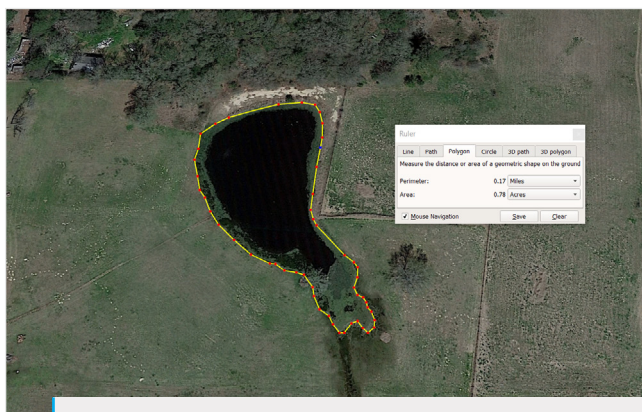 Ruler
Line Path Polygon Circle 3D path 3D polygon
Measure the distance or area of a geometric shape on the ground
Perimeter: 0.17 Miles
Area: 0.78 Acres
Mouse Navigation Save Clear